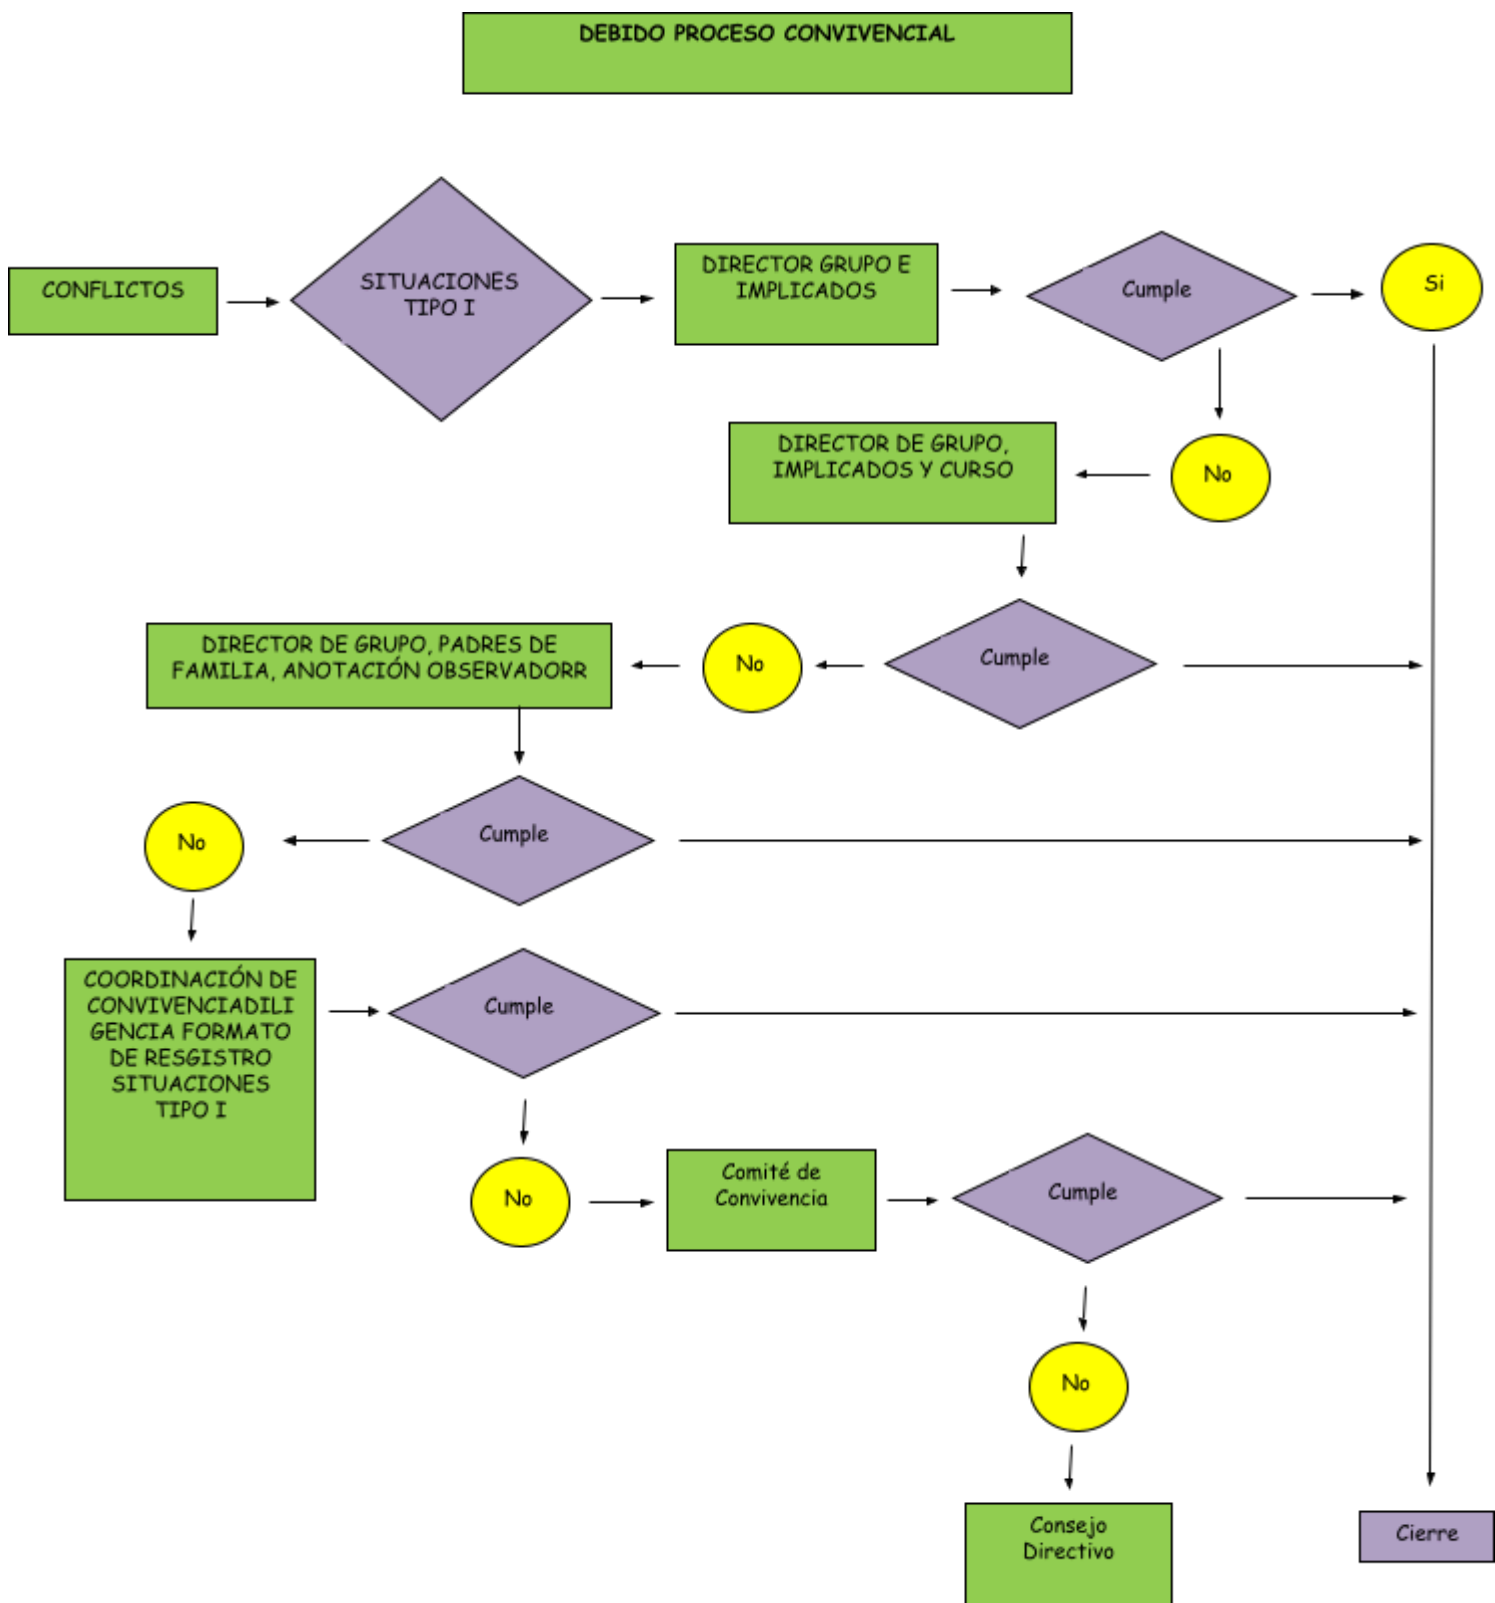 DEBIDO PROCESO CONVIVENCIAL
CONFLICTOS
SITUACIONES
TIPO I
DIRECTOR GRUPO E
IMPLICADOS
Cumple
Si
DIRECTOR DE GRUPO,
IMPLICADOS Y CURSO
No
DIRECTOR DE GRUPO, PADRES DE
FAMILIA, ANOTACIÓN OBSERVADORR
No
Cumple
No
Cumple
COORDINACIÓN DE
CONVIVENCIADILI
GENCIA FORMATO
DE RESGISTRO
SITUACIONES
TIPO I
Cumple
No
Comité de
Convivencia
Cumple
No
Consejo
Directivo
Cierre